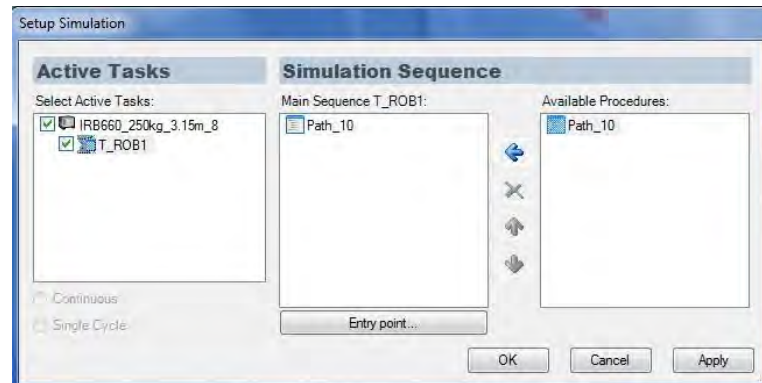 Setup Simulation
Active Tasks
Simulation Sequence
Select Active Tasks:
Main Sequence T_ROB1:
Available Procedures:
IRB660_250kg_3.15m_8
T_ROB1
Path_10
Path_10
Continuous
Single Cycle
Entry point...
OK
Cancel
Apply